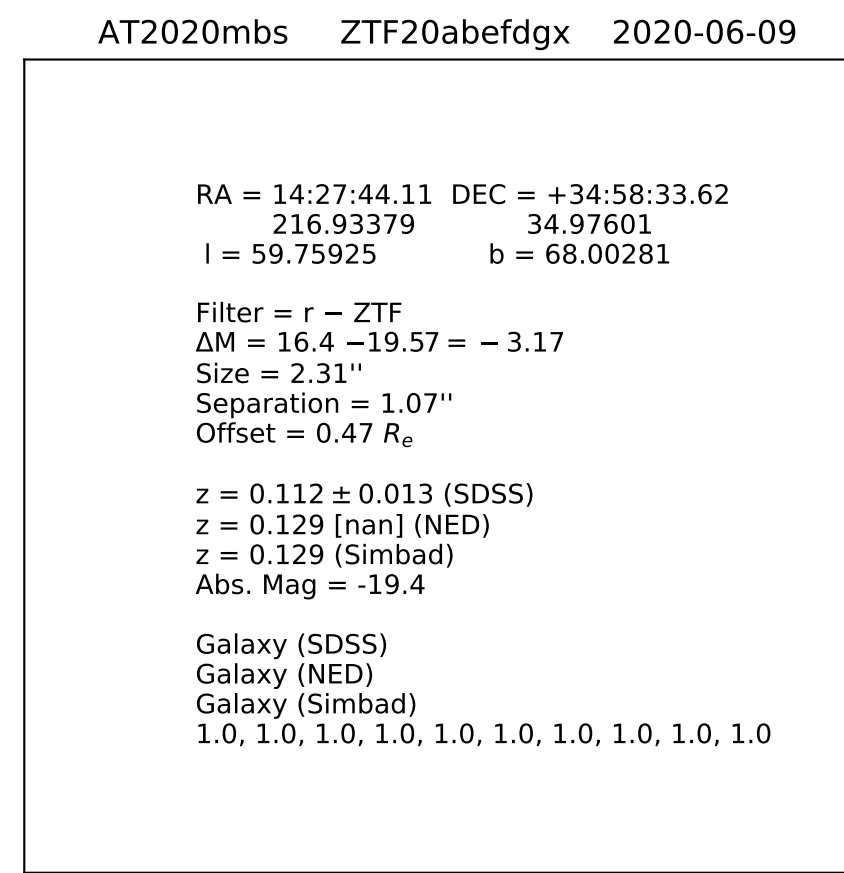 AT2020mbs ZTF20abefdgx 2020-06-09
RA = 14:27:44.11 DEC = +34:58:33.62
216.93379 34.97601
l = 59.75925 b = 68.00281
Filter = r − ZTF
ΔM = 16.4 −19.57 = − 3.17
Size = 2.31''
Separation = 1.07''
Offset = 0.47 Rₑ
z = 0.112 ± 0.013 (SDSS)
z = 0.129 [nan] (NED)
z = 0.129 (Simbad)
Abs. Mag = -19.4
Galaxy (SDSS)
Galaxy (NED)
Galaxy (Simbad)
1.0, 1.0, 1.0, 1.0, 1.0, 1.0, 1.0, 1.0, 1.0, 1.0